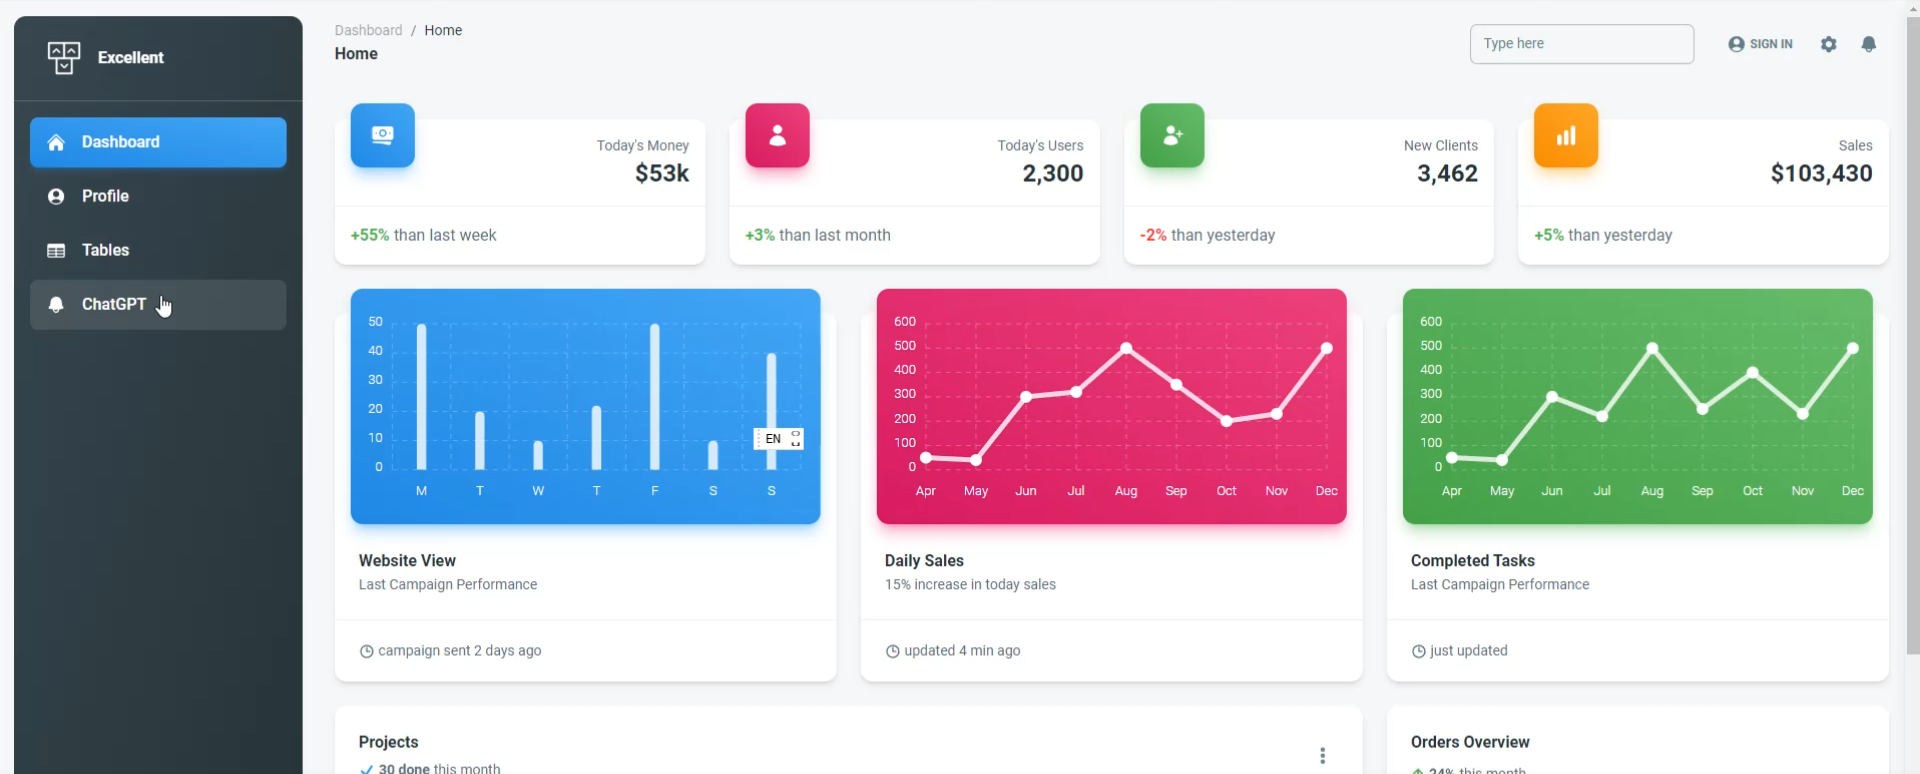 Excellent
Dashboard
Profile
Tables
ChatGPT
Dashboard / Home
Home
Type here
SIGN IN
Today's Money
$53k
+55% than last week
Today's Users
2,300
+3% than last month
New Clients
3,462
-2% than yesterday
Sales
$103,430
+5% than yesterday
50
40
30
20
10
0
M T W T F S S
EN
Website View
Last Campaign Performance
campaign sent 2 days ago
600
500
400
300
200
100
0
Apr May Jun Jul Aug Sep Oct Nov Dec
Daily Sales
15% increase in today sales
updated 4 min ago
600
500
400
300
200
100
0
Apr May Jun Jul Aug Sep Oct Nov Dec
Completed Tasks
Last Campaign Performance
just updated
Projects
30 done this month
Orders Overview
24% this month